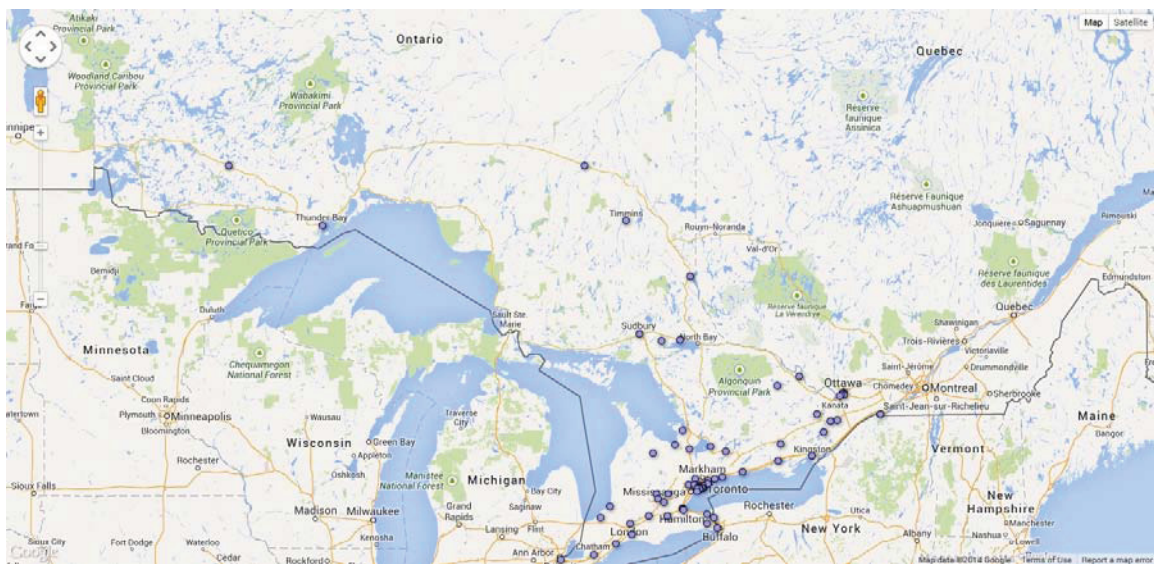 Atikaki
Provincial Park
Ontario
Quebec
Map
Satellite
Woodland Caribou
Provincial Park
Wabakimi
Provincial Park
Réserve
faunique
Assinica
Réserve Faunique
Ashuapmushuan
Thunder Bay
Quetico
Provincial Park
Timmins
Rouyn-Noranda
Val-d'Or
Jonquière
Saguenay
Rimouski
Bemidji
Réserve faunique
des Laurentides
Edmundston
Réserve faunique
La Vérendrye
Duluth
Sault Ste.
Marie
Sudbury
North Bay
Quebec
Shawinigan
Trois-Rivières
Minnesota
Chequamegon
National Forest
Victoriaville
Saint-Jérôme
Drummondville
Saint Cloud
Algonquin
Provincial Park
Ottawa
Chomedey
Montreal
Sherbrooke
Coon Rapids
Plymouth
Minneapolis
Bloomington
Wausau
Traverse
City
Kanata
Saint-Jean-sur-Richelieu
Maine
Bangor
Wisconsin
Green Bay
Appleton
Oshkosh
Kingston
Vermont
Rochester
Manistee
National Forest
Michigan
Markham
Toronto
Mississauga
Sioux Falls
Bay City
Saginaw
Madison
Milwaukee
Grand
Rapids
Rochester
Utica
New
Hampshire
Manchester
Hamilton
London
Lansing
Flint
Buffalo
New York
Albany
Nashua
Lowell
Kenosha
Sioux City
Fort Dodge
Waterloo
Cedar
Rockford
Ann Arbor
Chatham
Google
Map data ©2014 Google
Terms of Use
Report a map error